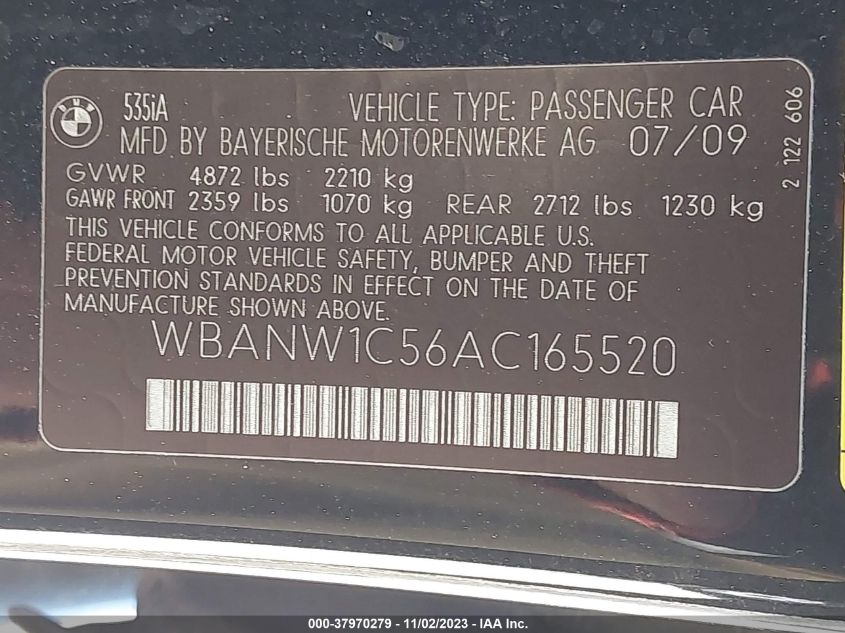 BMW
535iA VEHICLE TYPE: PASSENGER CAR
MFD BY BAYERISCHE MOTORENWERKE AG 07/09
GVWR 4872 lbs 2210 kg
GAWR FRONT 2359 lbs 1070 kg REAR 2712 lbs 1230 kg
THIS VEHICLE CONFORMS TO ALL APPLICABLE U.S.
FEDERAL MOTOR VEHICLE SAFETY, BUMPER AND THEFT
PREVENTION STANDARDS IN EFFECT ON THE DATE OF
MANUFACTURE SHOWN ABOVE.
WBANW1C56AC165520
2 122 606
000-37970279 - 11/02/2023 - IAA Inc.